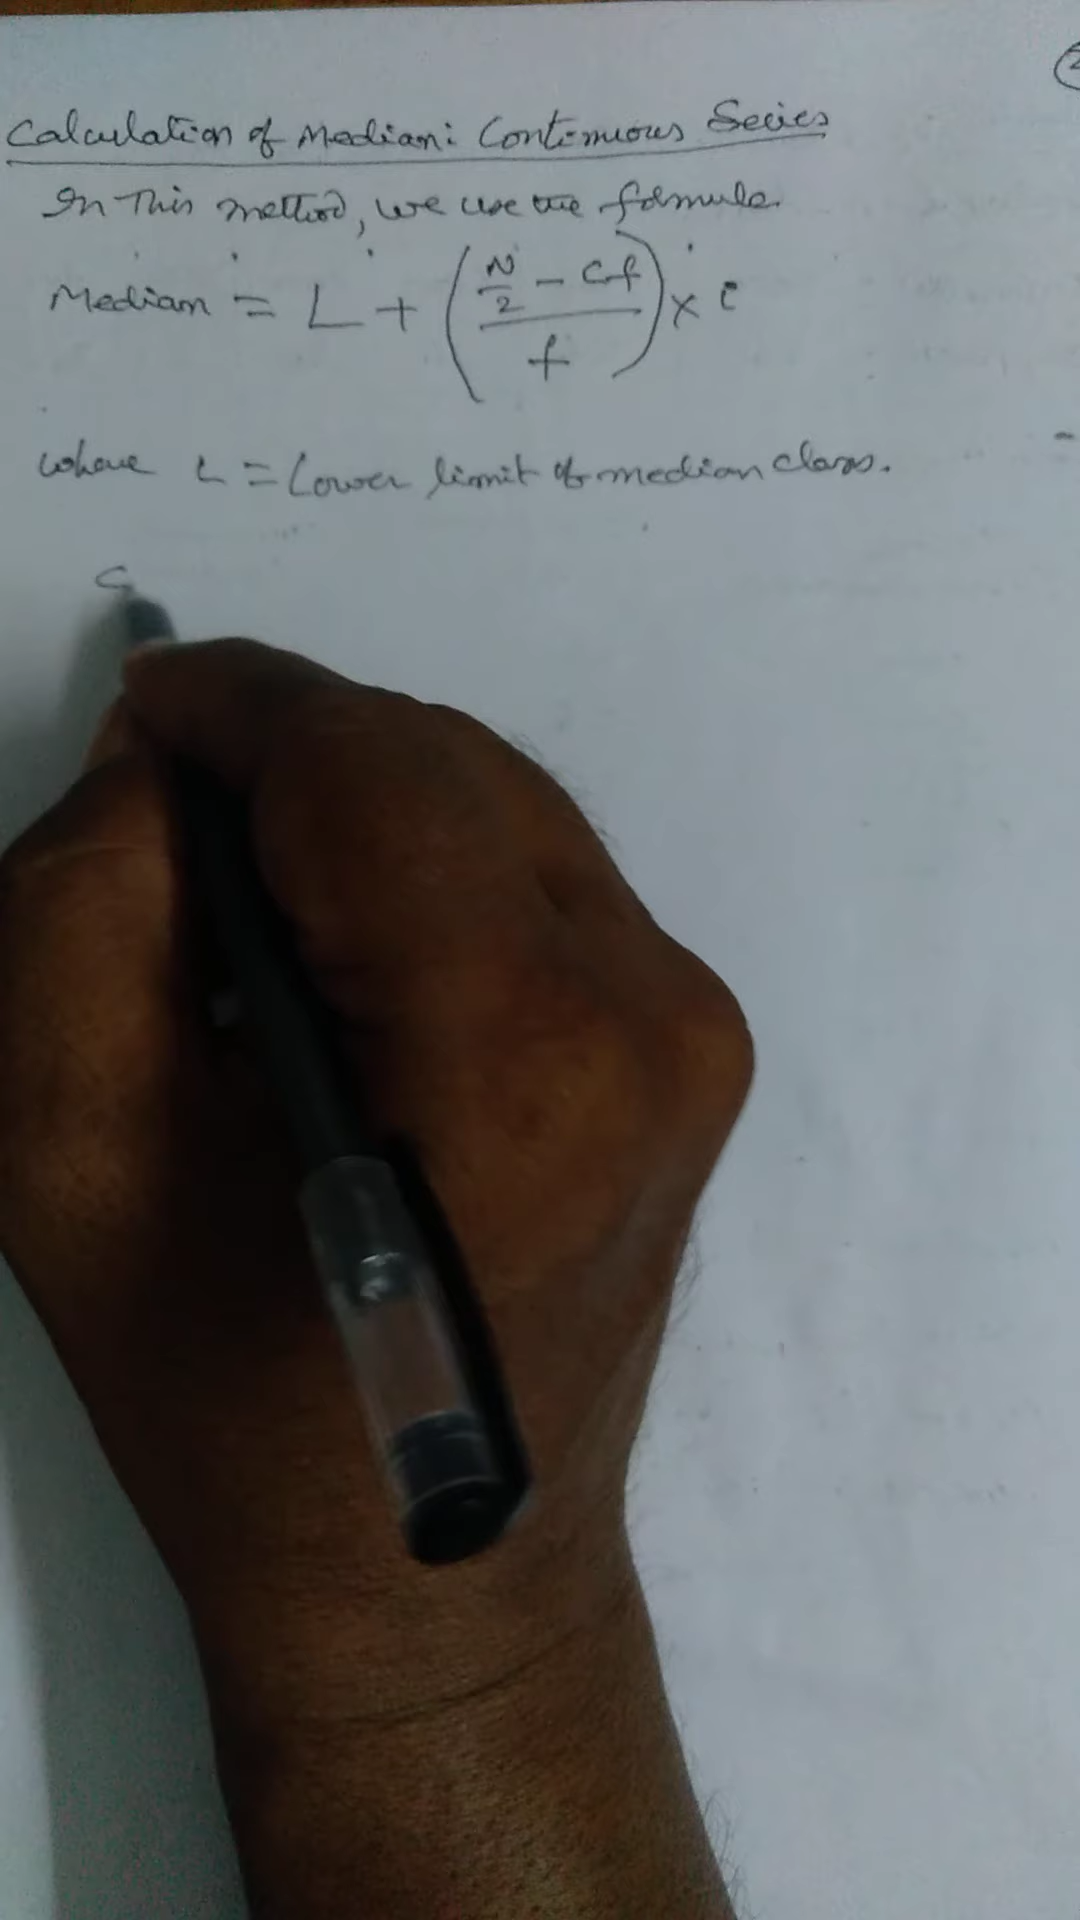 Calculation of Median: Continuous Series
In This method, we use the formula.
Median = L + ( (N/2 - Cf) / f ) × i
where L = Lower limit of median class.
C